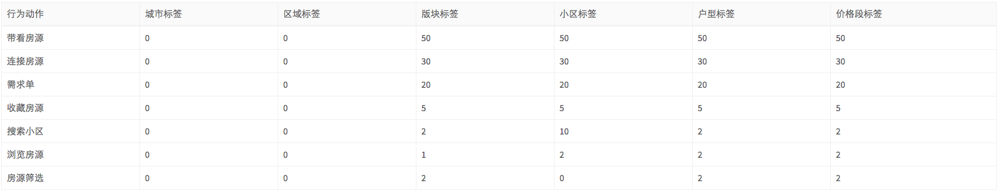 行为动作 城市标签 区域标签 版块标签 小区标签 户型标签 价格段标签
带看房源 0 0 50 50 50 50
连接房源 0 0 30 30 30 30
需求单 0 0 20 20 20 20
收藏房源 0 0 5 5 5 5
搜索小区 0 0 2 10 2 2
浏览房源 0 0 1 2 2 2
房源筛选 0 0 2 0 2 2